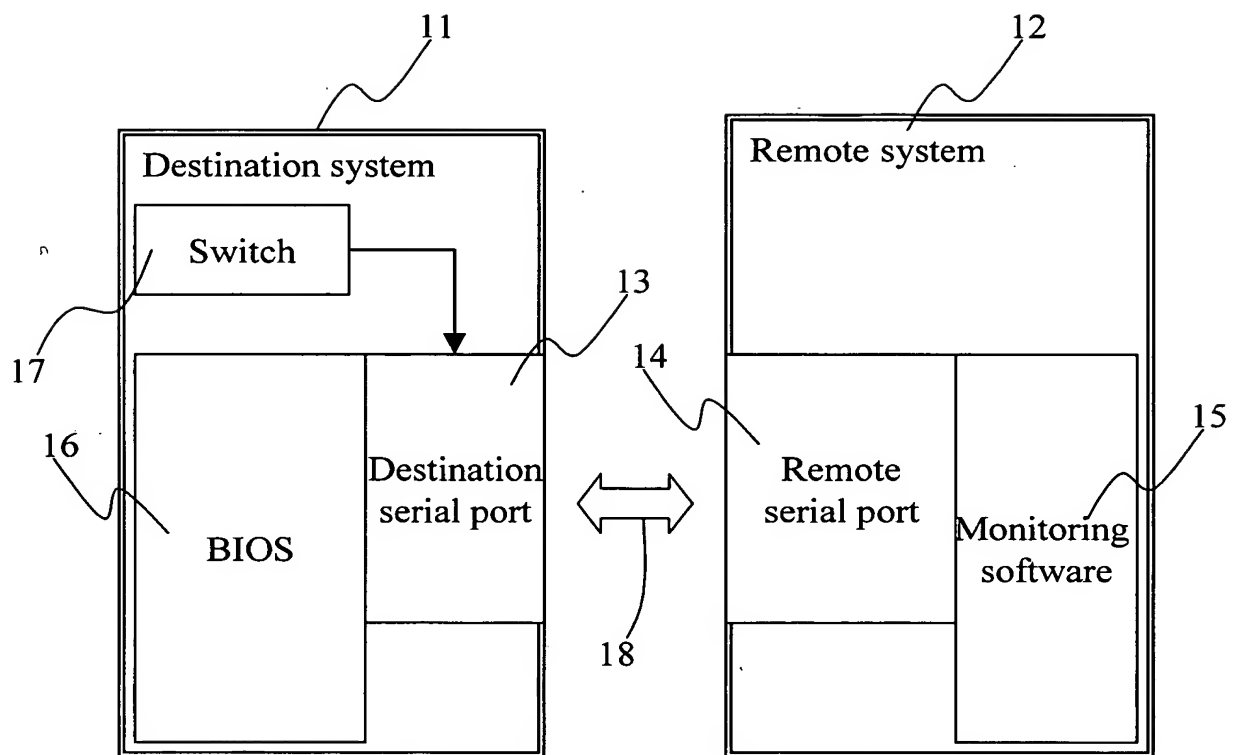 11
12
Destination system
Remote system
Switch
13
17
14
16
15
Destination
serial port
Remote
serial port
BIOS
Monitoring
software
18